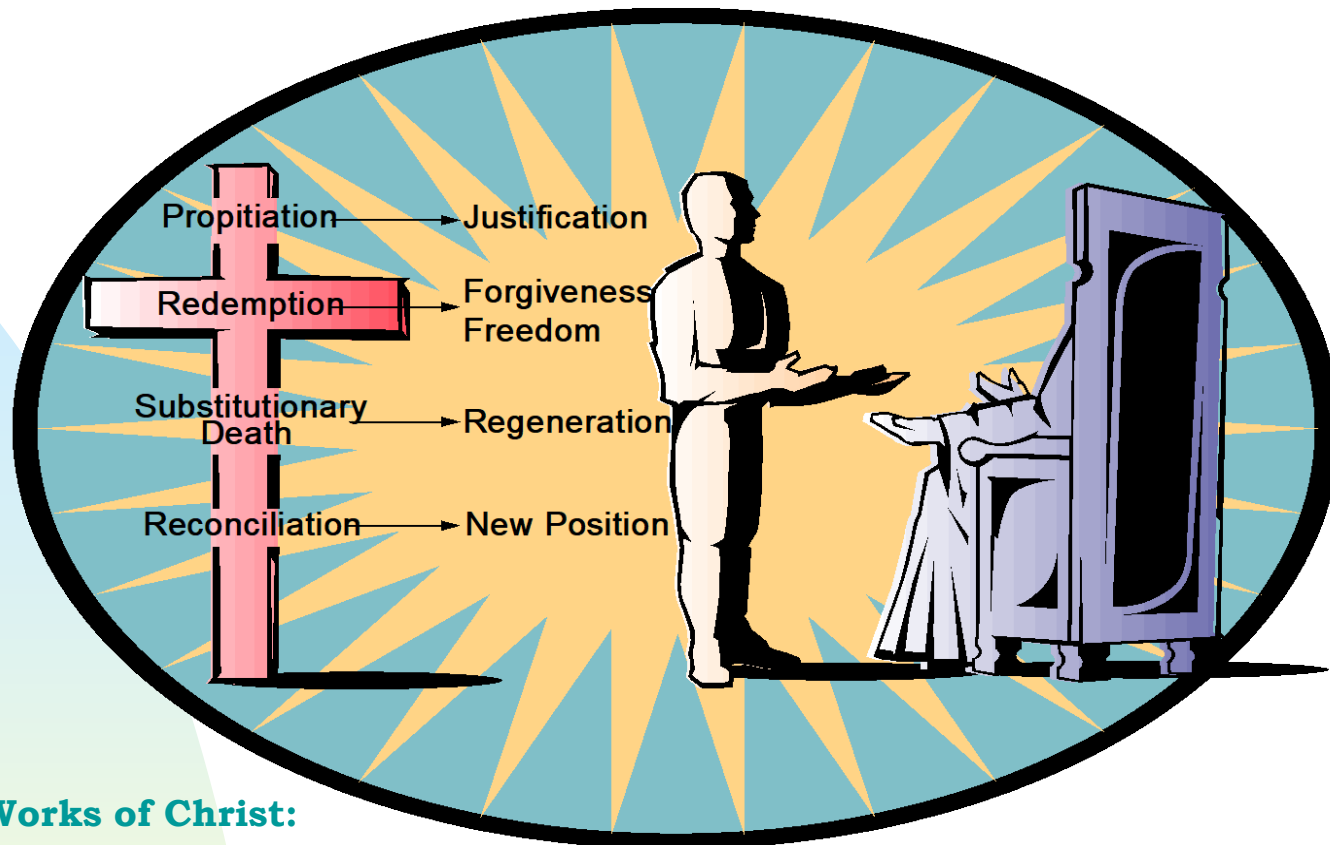 Propitiation
Justification
Redemption
Forgiveness
Freedom
Substitutionary
Death
Regeneration
Reconciliation
New Position
Works of Christ: